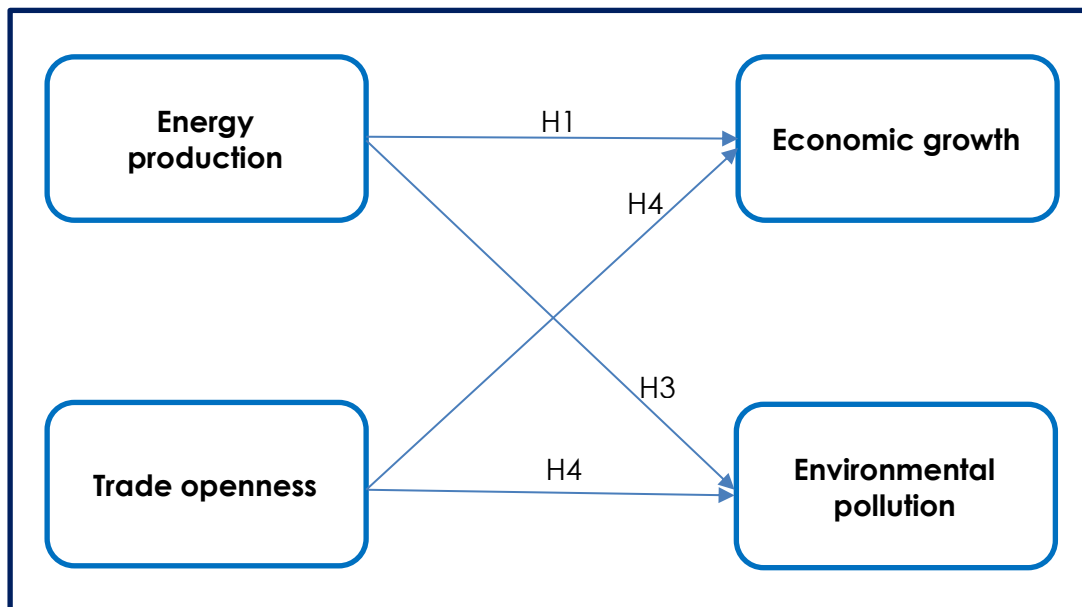 Energy
production
H1
Economic growth
H4
H3
Trade openness
H4
Environmental
pollution